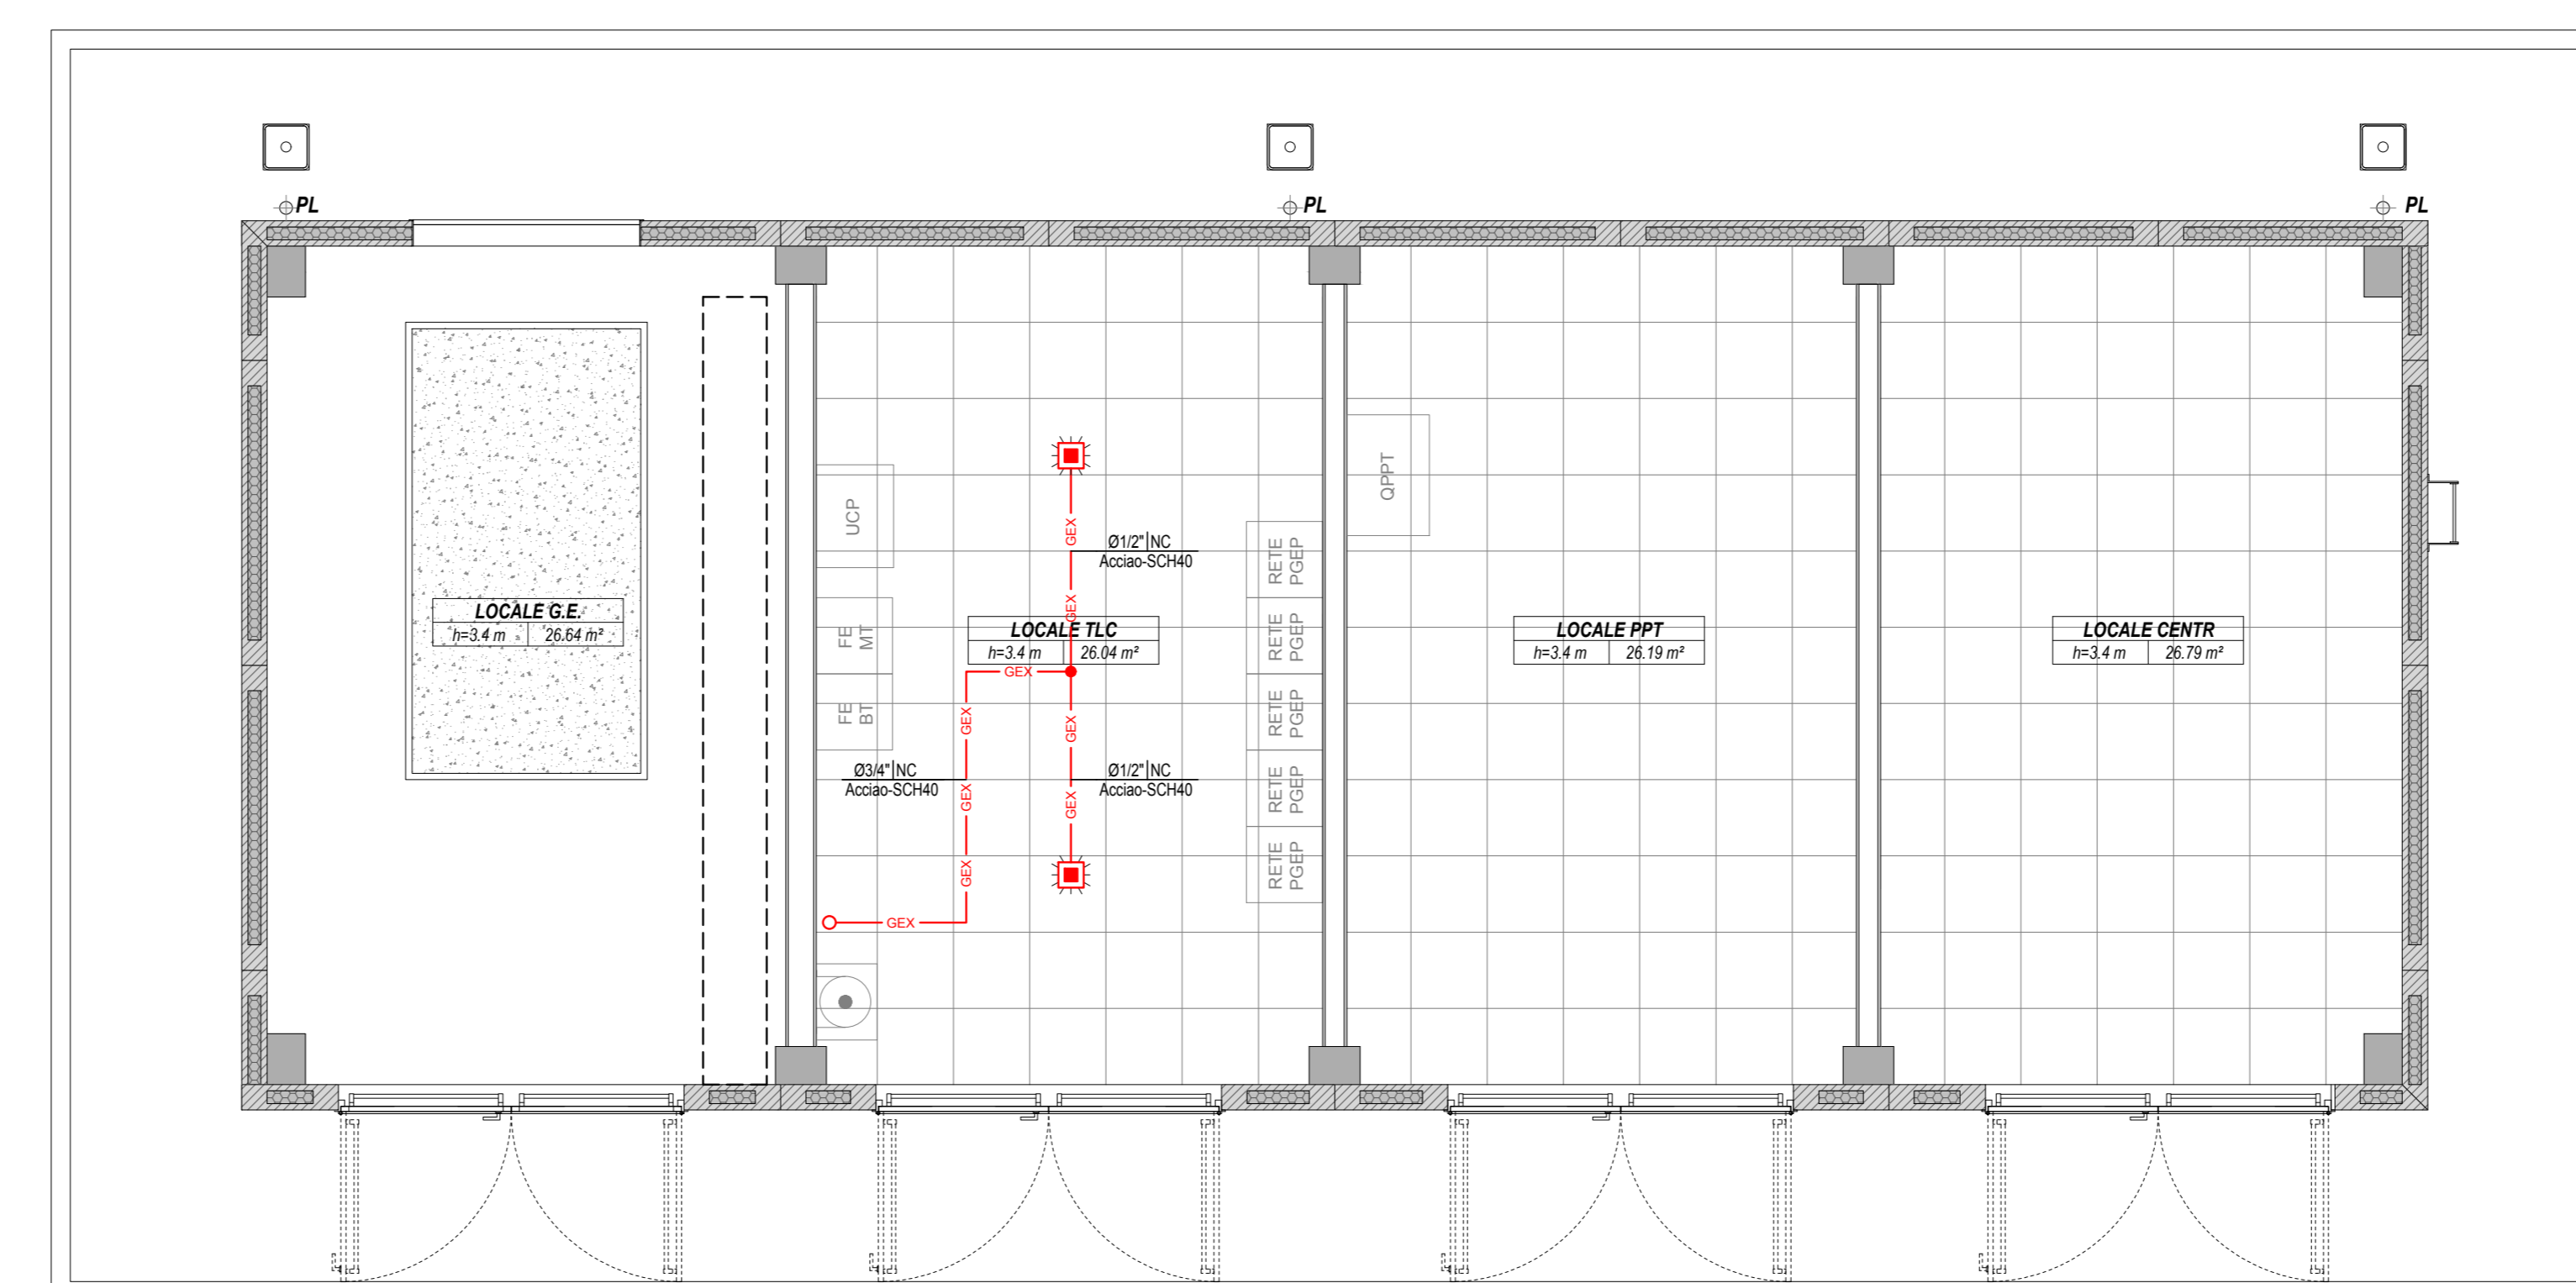 PL
PL
PL
QPPT
UCP
GEX
Ø1/2"|NC
Acciao-SCH40
RETE
PGEP
LOCALE G.E.
h=3.4 m
26.64 m²
FE
MT
GEX
LOCALE TLC
h=3.4 m
26.04 m²
RETE
PGEP
LOCALE PPT
h=3.4 m
26.19 m²
LOCALE CENTR
h=3.4 m
26.79 m²
GEX
FE
BT
GEX
GEX
RETE
PGEP
Ø3/4"|NC
Acciao-SCH40
GEX
Ø1/2"|NC
Acciao-SCH40
GEX
RETE
PGEP
GEX
RETE
PGEP
GEX